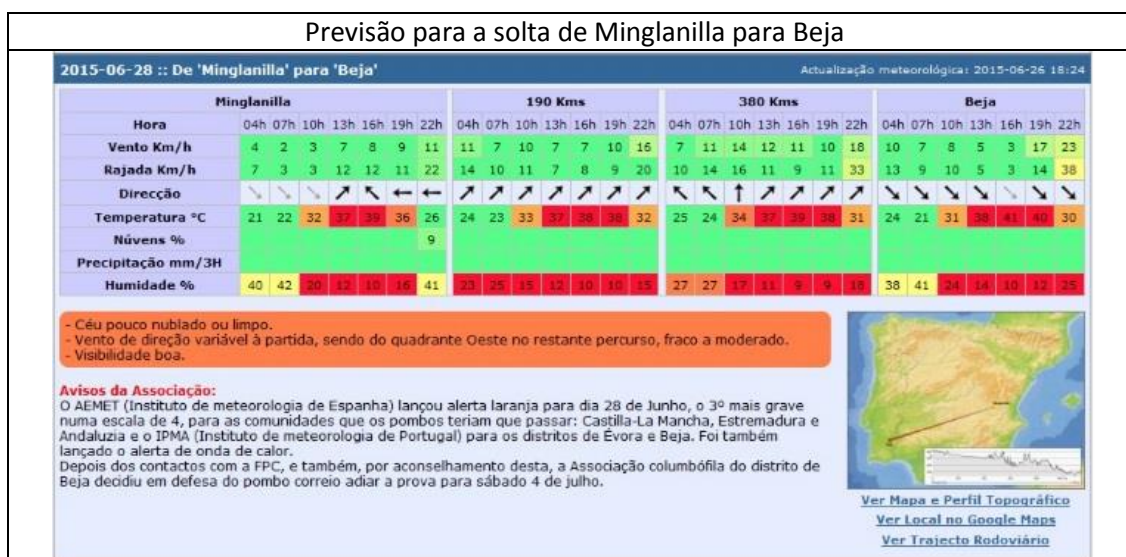 Previsão para a solta de Minglanilla para Beja
2015-06-28 :: De 'Minglanilla' para 'Beja' Actualização meteorológica: 2015-06-26 18:24
Minglanilla 190 Kms 380 Kms Beja
Hora 04h 07h 10h 13h 16h 19h 22h 04h 07h 10h 13h 16h 19h 22h 04h 07h 10h 13h 16h 19h 22h 04h 07h 10h 13h 16h 19h 22h
Vento Km/h 4 2 3 7 8 9 11 11 7 10 7 7 10 16 7 11 14 12 11 10 18 10 7 8 5 3 17 23
Rajada Km/h 7 3 3 12 12 11 22 14 10 11 7 8 9 20 10 14 16 11 9 11 33 13 9 10 5 3 14 38
Direcção ↘ ↘ ↘ ↗ ↖ ← ← ↗ ↗ ↗ ↗ ↗ ↗ ↗ ↖ ↖ ↑ ↗ ↗ ↗ ↗ ↘ ↘ ↘ ↘ ↘ ↘ ↘
Temperatura ºC 21 22 32 37 39 36 26 24 23 33 37 38 38 32 25 24 34 37 39 38 31 24 21 31 38 41 40 30
Núvens % 9
Precipitação mm/3H
Humidade % 40 42 20 12 10 16 41 23 25 15 12 10 10 15 27 27 17 11 9 9 18 38 41 24 14 10 12 25
- Céu pouco nublado ou limpo.
- Vento de direção variável à partida, sendo do quadrante Oeste no restante percurso, fraco a moderado.
- Visibilidade boa.
Avisos da Associação:
O AEMET (Instituto de meteorologia de Espanha) lançou alerta laranja para dia 28 de Junho, o 3º mais grave
numa escala de 4, para as comunidades que os pombos teriam que passar: Castilla-La Mancha, Estremadura e
Andaluzia e o IPMA (Instituto de meteorologia de Portugal) para os distritos de Évora e Beja. Foi também
lançado o alerta de onda de calor.
Depois dos contactos com a FPC, e também, por aconselhamento desta, a Associação columbófila do distrito de
Beja decidiu em defesa do pombo correio adiar a prova para sábado 4 de julho.
Ver Mapa e Perfil Topográfico
Ver Local no Google Maps
Ver Trajecto Rodoviário